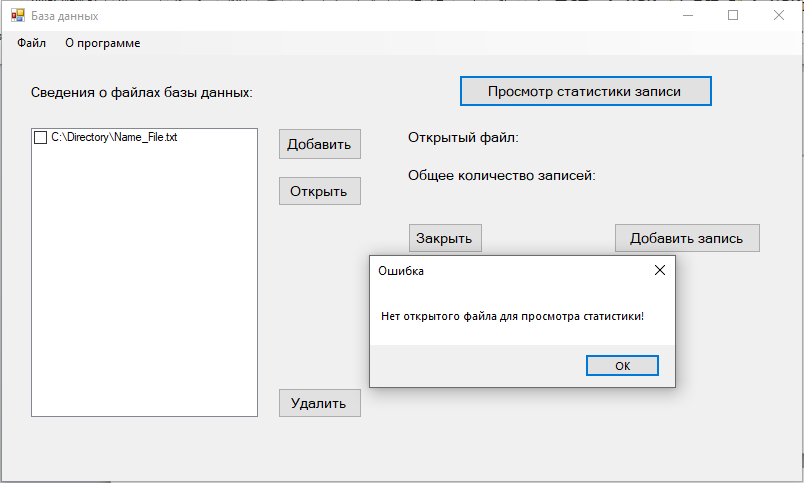 База данных
Файл О программе
Сведения о файлах базы данных:
Просмотр статистики записи
C:\Directory\Name_File.txt
Добавить
Открыть
Удалить
Открытый файл:
Общее количество записей:
Закрыть
Добавить запись
Ошибка
Нет открытого файла для просмотра статистики!
OK